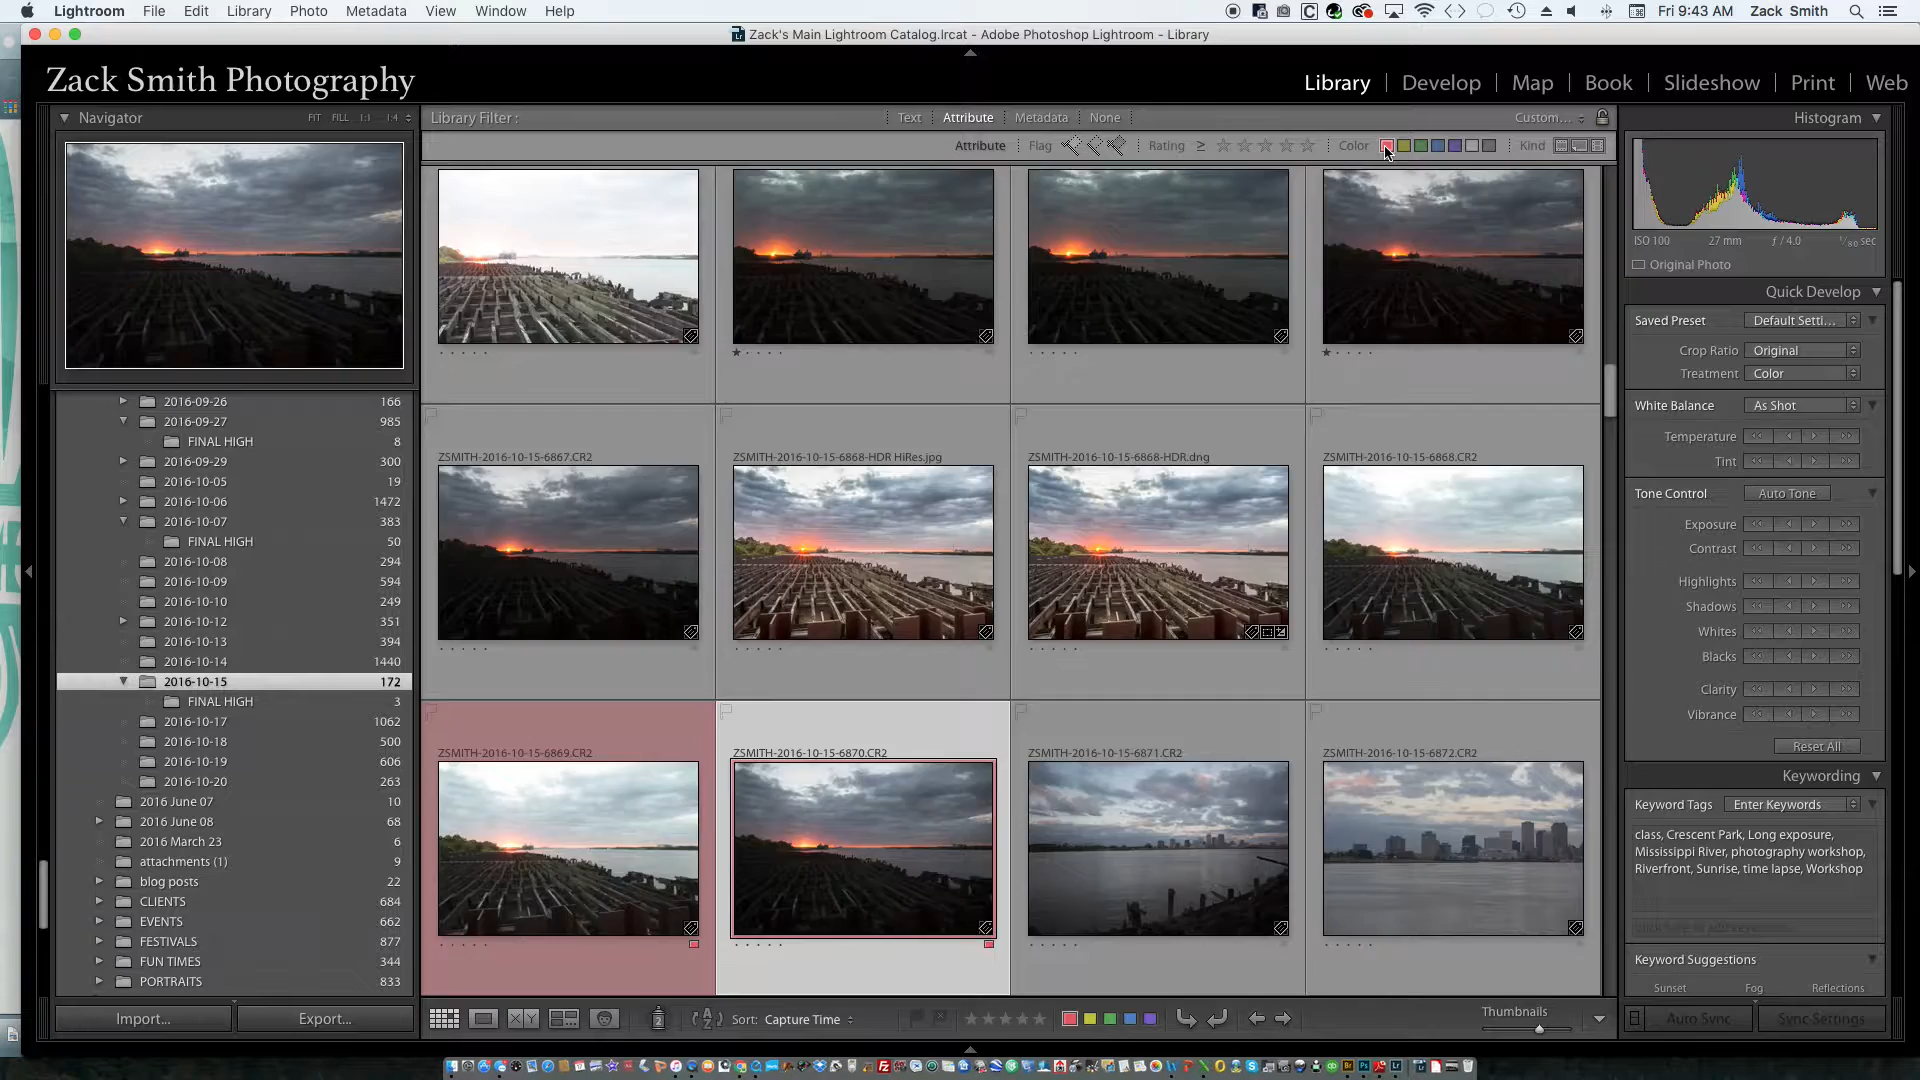 Lightroom File Edit Library Photo Metadata View Window Help
Fri 9:43 AM Zack Smith
Zack's Main Lightroom Catalog.lrcat - Adobe Photoshop Lightroom - Library
Zack Smith Photography
Library | Develop | Map | Book | Slideshow | Print | Web
Navigator FIT FILL 1:1 1:4
Library Filter : Text Attribute Metadata None Custom...
Attribute Flag Rating ≥ Color Kind
2016-09-26 166
2016-09-27 985
FINAL HIGH 8
2016-09-29 300
2016-10-05 19
2016-10-06 1472
2016-10-07 383
FINAL HIGH 50
2016-10-08 294
2016-10-09 594
2016-10-10 249
2016-10-12 351
2016-10-13 394
2016-10-14 1440
2016-10-15 172
FINAL HIGH 3
2016-10-17 1062
2016-10-18 500
2016-10-19 606
2016-10-20 263
2016 June 07 10
2016 June 08 68
2016 March 23 6
attachments (1) 9
blog posts 22
CLIENTS 684
EVENTS 662
FESTIVALS 877
FUN TIMES 344
PORTRAITS 833
Import... Export...
ZSMITH-2016-10-15-6867.CR2
ZSMITH-2016-10-15-6868-HDR HiRes.jpg
ZSMITH-2016-10-15-6868-HDR.dng
ZSMITH-2016-10-15-6868.CR2
ZSMITH-2016-10-15-6869.CR2
ZSMITH-2016-10-15-6870.CR2
ZSMITH-2016-10-15-6871.CR2
ZSMITH-2016-10-15-6872.CR2
Sort: Capture Time
Thumbnails
Histogram
ISO 100 27 mm ƒ / 4.0 1/80 sec
Original Photo
Quick Develop
Saved Preset Default Setti...
Crop Ratio Original
Treatment Color
White Balance As Shot
Temperature
Tint
Tone Control Auto Tone
Exposure
Contrast
Highlights
Shadows
Whites
Blacks
Clarity
Vibrance
Reset All
Keywording
Keyword Tags Enter Keywords
class, Crescent Park, Long exposure,
Mississippi River, photography workshop,
Riverfront, Sunrise, time lapse, Workshop
Keyword Suggestions
Sunset Fog Reflections
Auto Sync Sync Settings